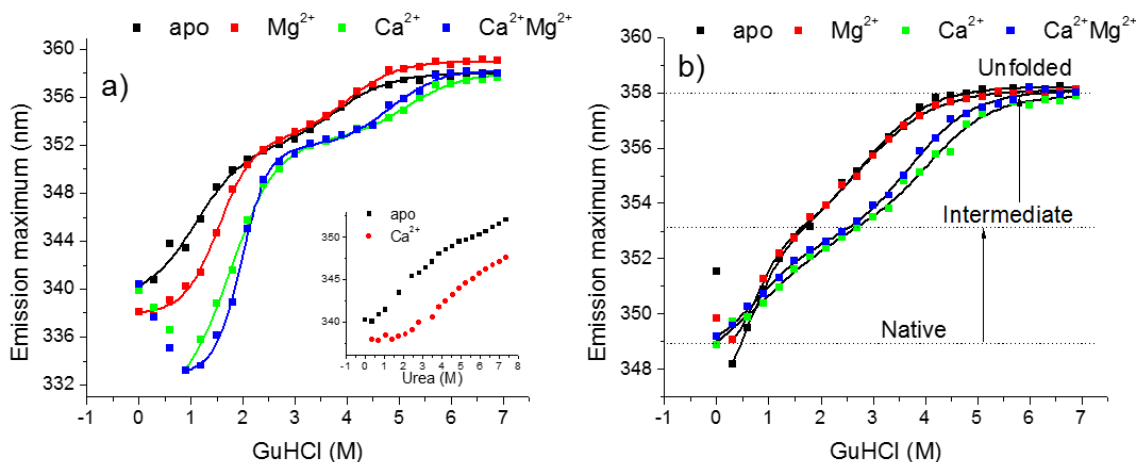 apo Mg²⁺ Ca²⁺ Ca²⁺Mg²⁺
a)
Emission maximum (nm)
360
356
352
348
344
340
336
332
-1 0 1 2 3 4 5 6 7
GuHCl (M)
apo
Ca²⁺
350
345
340
-1 0 1 2 3 4 5 6 7 8
Urea (M)
apo Mg²⁺ Ca²⁺ Ca²⁺Mg²⁺
b)
Unfolded
Intermediate
Native
Emission maximum (nm)
360
358
356
354
352
350
348
-1 0 1 2 3 4 5 6 7
GuHCl (M)